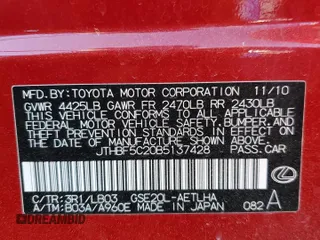 MFD. BY: TOYOTA MOTOR CORPORATION 11/10
GVWR 4425LB GAWR FR 2470LB RR 2430LB
THIS VEHICLE CONFORMS TO ALL APPLICABLE
FEDERAL MOTOR VEHICLE SAFETY, BUMPER, AND
THEFT PREVENTION STANDARDS IN EFFECT ON
THE DATE OF MANUFACTURE SHOWN ABOVE.
JTHBF5C20B5137428 PASS.CAR
C/TR: 3R1/LB03 GSE20L-AETLHA
A/TM: B03A/A960E MADE IN JAPAN 082 A